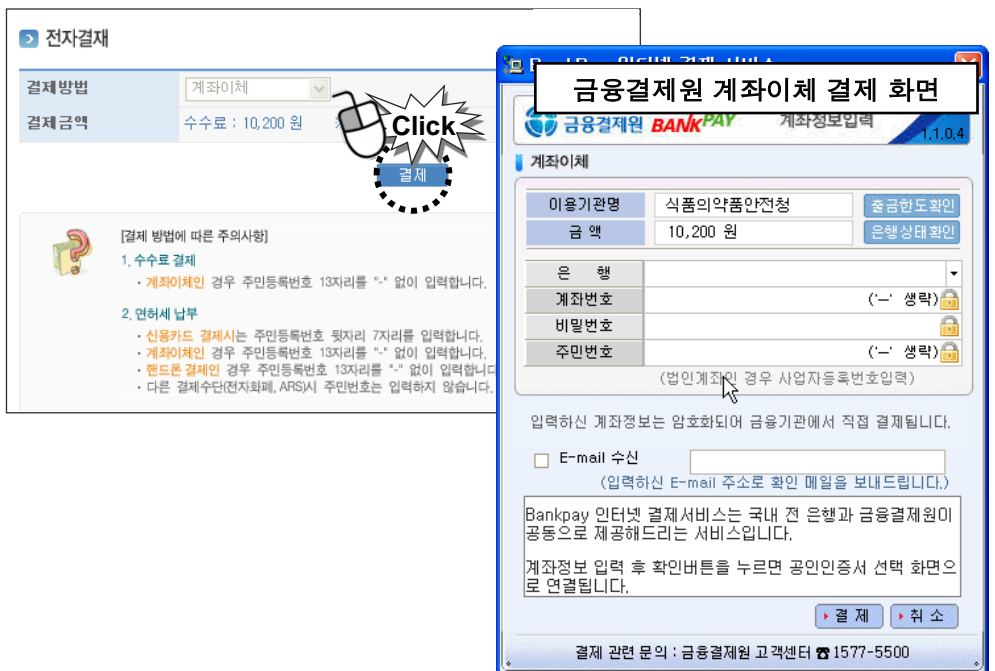 전자결재
결제방법 계좌이체
결제금액 수수료 : 10,200 원
Click
결제
[결제 방법에 따른 주의사항]
1. 수수료 결제
· 계좌이체인 경우 주민등록번호 13자리를 "-" 없이 입력합니다.
2. 면허세 납부
· 신용카드 결제시는 주민등록번호 뒷자리 7자리를 입력합니다.
· 계좌이체인 경우 주민등록번호 13자리를 "-" 없이 입력합니다.
· 핸드폰 결제인 경우 주민등록번호 13자리를 "-" 없이 입력합니다
· 다른 결제수단(전자화폐, ARS)시 주민번호는 입력하지 않습니다.
금융결제원 계좌이체 결제 화면
금융결제원 BANKPAY 계좌정보입력 1.1.0.4
계좌이체
이용기관명 식품의약품안전청 출금한도확인
금 액 10,200 원 은행상태확인
은 행
계좌번호 ('–' 생략)
비밀번호
주민번호 ('–' 생략)
(법인계좌인 경우 사업자등록번호입력)
입력하신 계좌정보는 암호화되어 금융기관에서 직접 결제됩니다.
E-mail 수신
(입력하신 E-mail 주소로 확인 메일을 보내드립니다.)
Bankpay 인터넷 결제서비스는 국내 전 은행과 금융결제원이
공동으로 제공해드리는 서비스입니다.
계좌정보 입력 후 확인버튼을 누르면 공인인증서 선택 화면으
로 연결됩니다.
결 제 취 소
결제 관련 문의 : 금융결제원 고객센터 ☎ 1577-5500